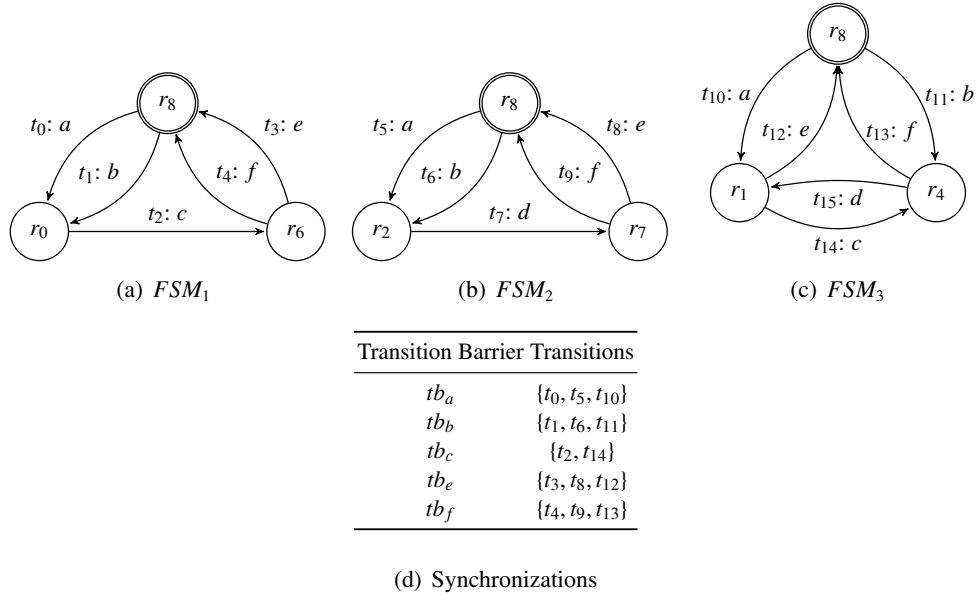 r8
t0: a
t1: b
t4: f
t3: e
r0
t2: c
r6
(a) FSM1
r8
t5: a
t6: b
t9: f
t8: e
r2
t7: d
r7
(b) FSM2
r8
t10: a
t11: b
t12: e
t13: f
r1
t15: d
r4
t14: c
(c) FSM3
Transition Barrier Transitions
tba {t0, t5, t10}
tbb {t1, t6, t11}
tbc {t2, t14}
tbe {t3, t8, t12}
tbf {t4, t9, t13}
(d) Synchronizations